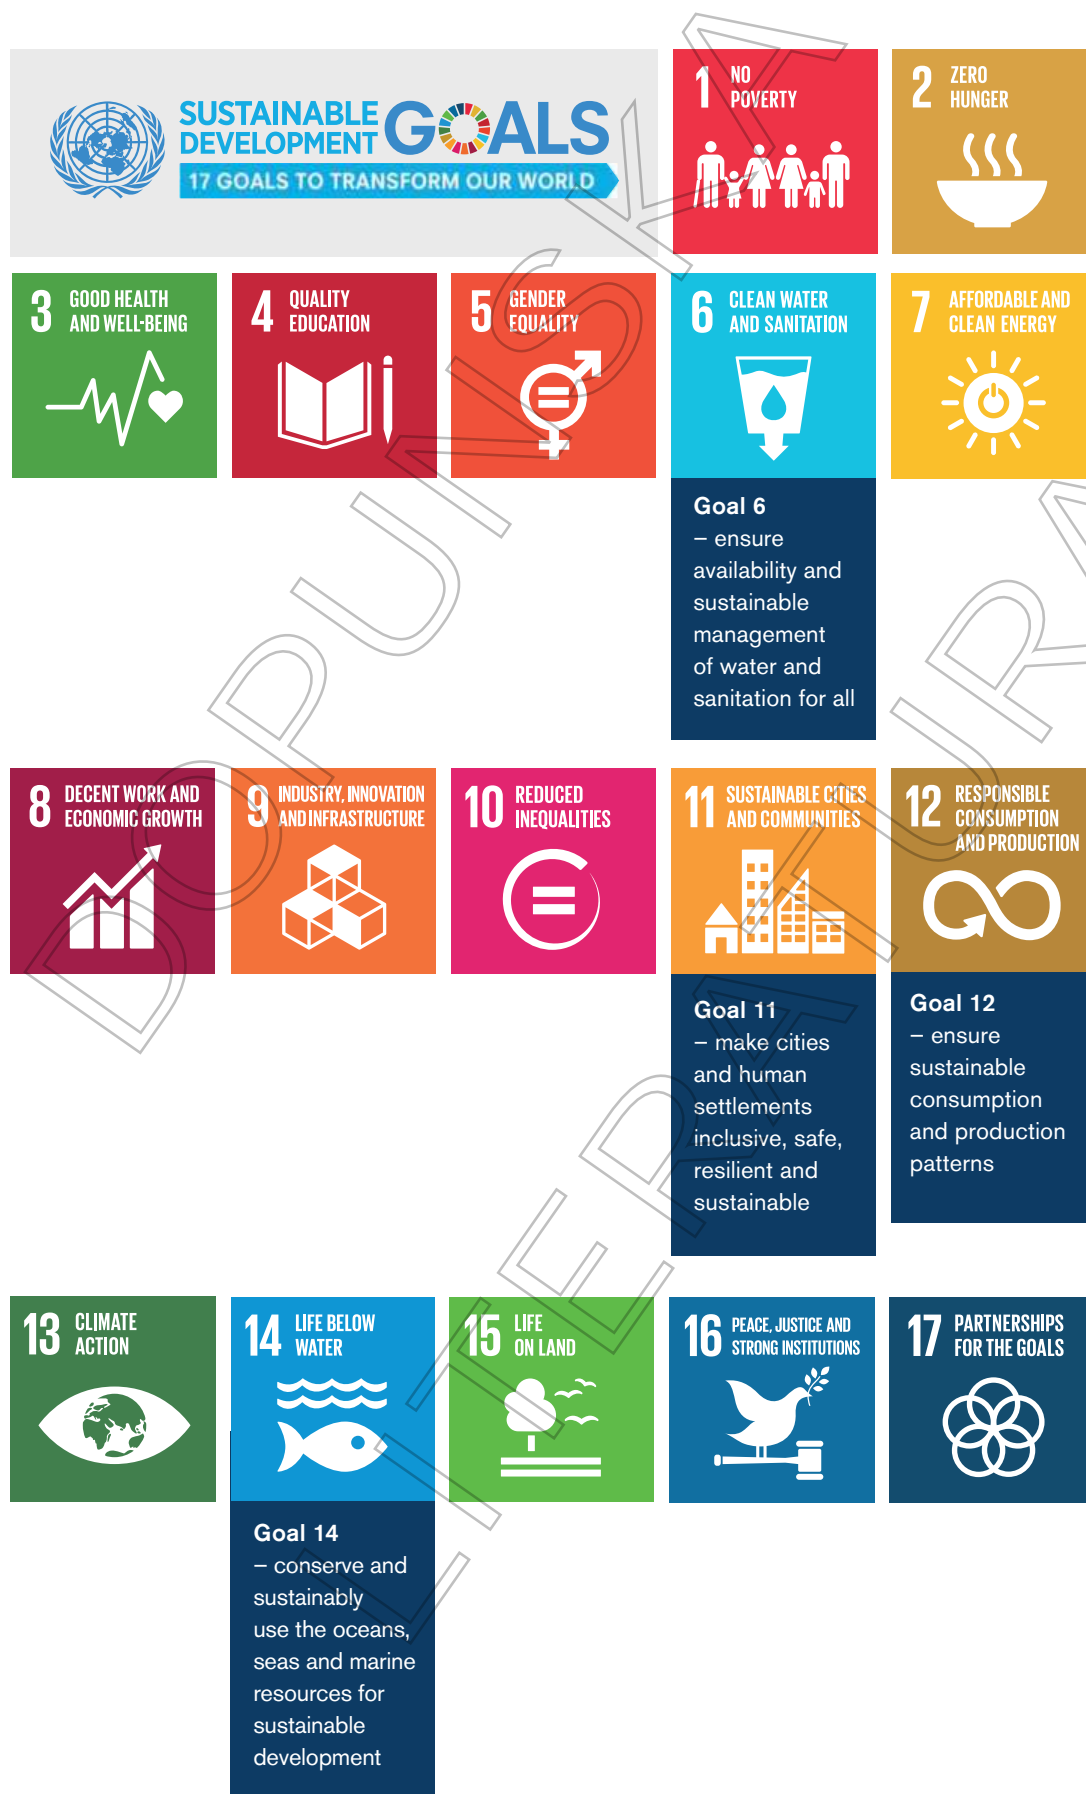 SUSTAINABLE
DEVELOPMENT GOALS
17 GOALS TO TRANSFORM OUR WORLD
1 NO
POVERTY
2 ZERO
HUNGER
3 GOOD HEALTH
AND WELL-BEING
4 QUALITY
EDUCATION
5 GENDER
EQUALITY
6 CLEAN WATER
AND SANITATION
7 AFFORDABLE AND
CLEAN ENERGY
Goal 6
– ensure
availability and
sustainable
management
of water and
sanitation for all
8 DECENT WORK AND
ECONOMIC GROWTH
9 INDUSTRY, INNOVATION
AND INFRASTRUCTURE
10 REDUCED
INEQUALITIES
11 SUSTAINABLE CITIES
AND COMMUNITIES
12 RESPONSIBLE
CONSUMPTION
AND PRODUCTION
Goal 11
– make cities
and human
settlements
inclusive, safe,
resilient and
sustainable
Goal 12
– ensure
sustainable
consumption
and production
patterns
13 CLIMATE
ACTION
14 LIFE BELOW
WATER
15 LIFE
ON LAND
16 PEACE, JUSTICE AND
STRONG INSTITUTIONS
17 PARTNERSHIPS
FOR THE GOALS
Goal 14
– conserve and
sustainably
use the oceans,
seas and marine
resources for
sustainable
development
DOPUNSKA
LITERATURA